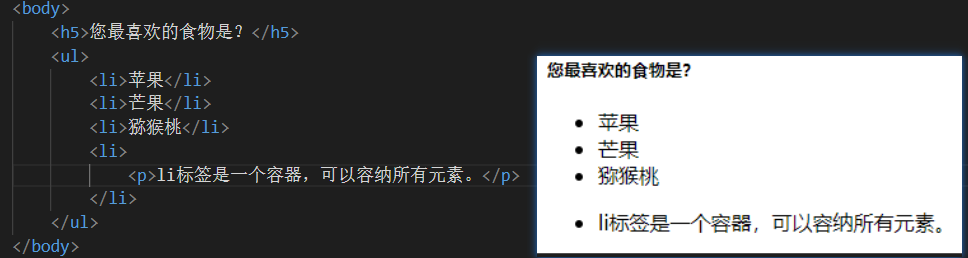 <body>
<h5>您最喜欢的食物是？</h5>
<ul>
<li>苹果</li>
<li>芒果</li>
<li>猕猴桃</li>
<li>
<p>li标签是一个容器，可以容纳所有元素。</p>
</li>
</ul>
</body>
您最喜欢的食物是？
• 苹果
• 芒果
• 猕猴桃
• li标签是一个容器，可以容纳所有元素。